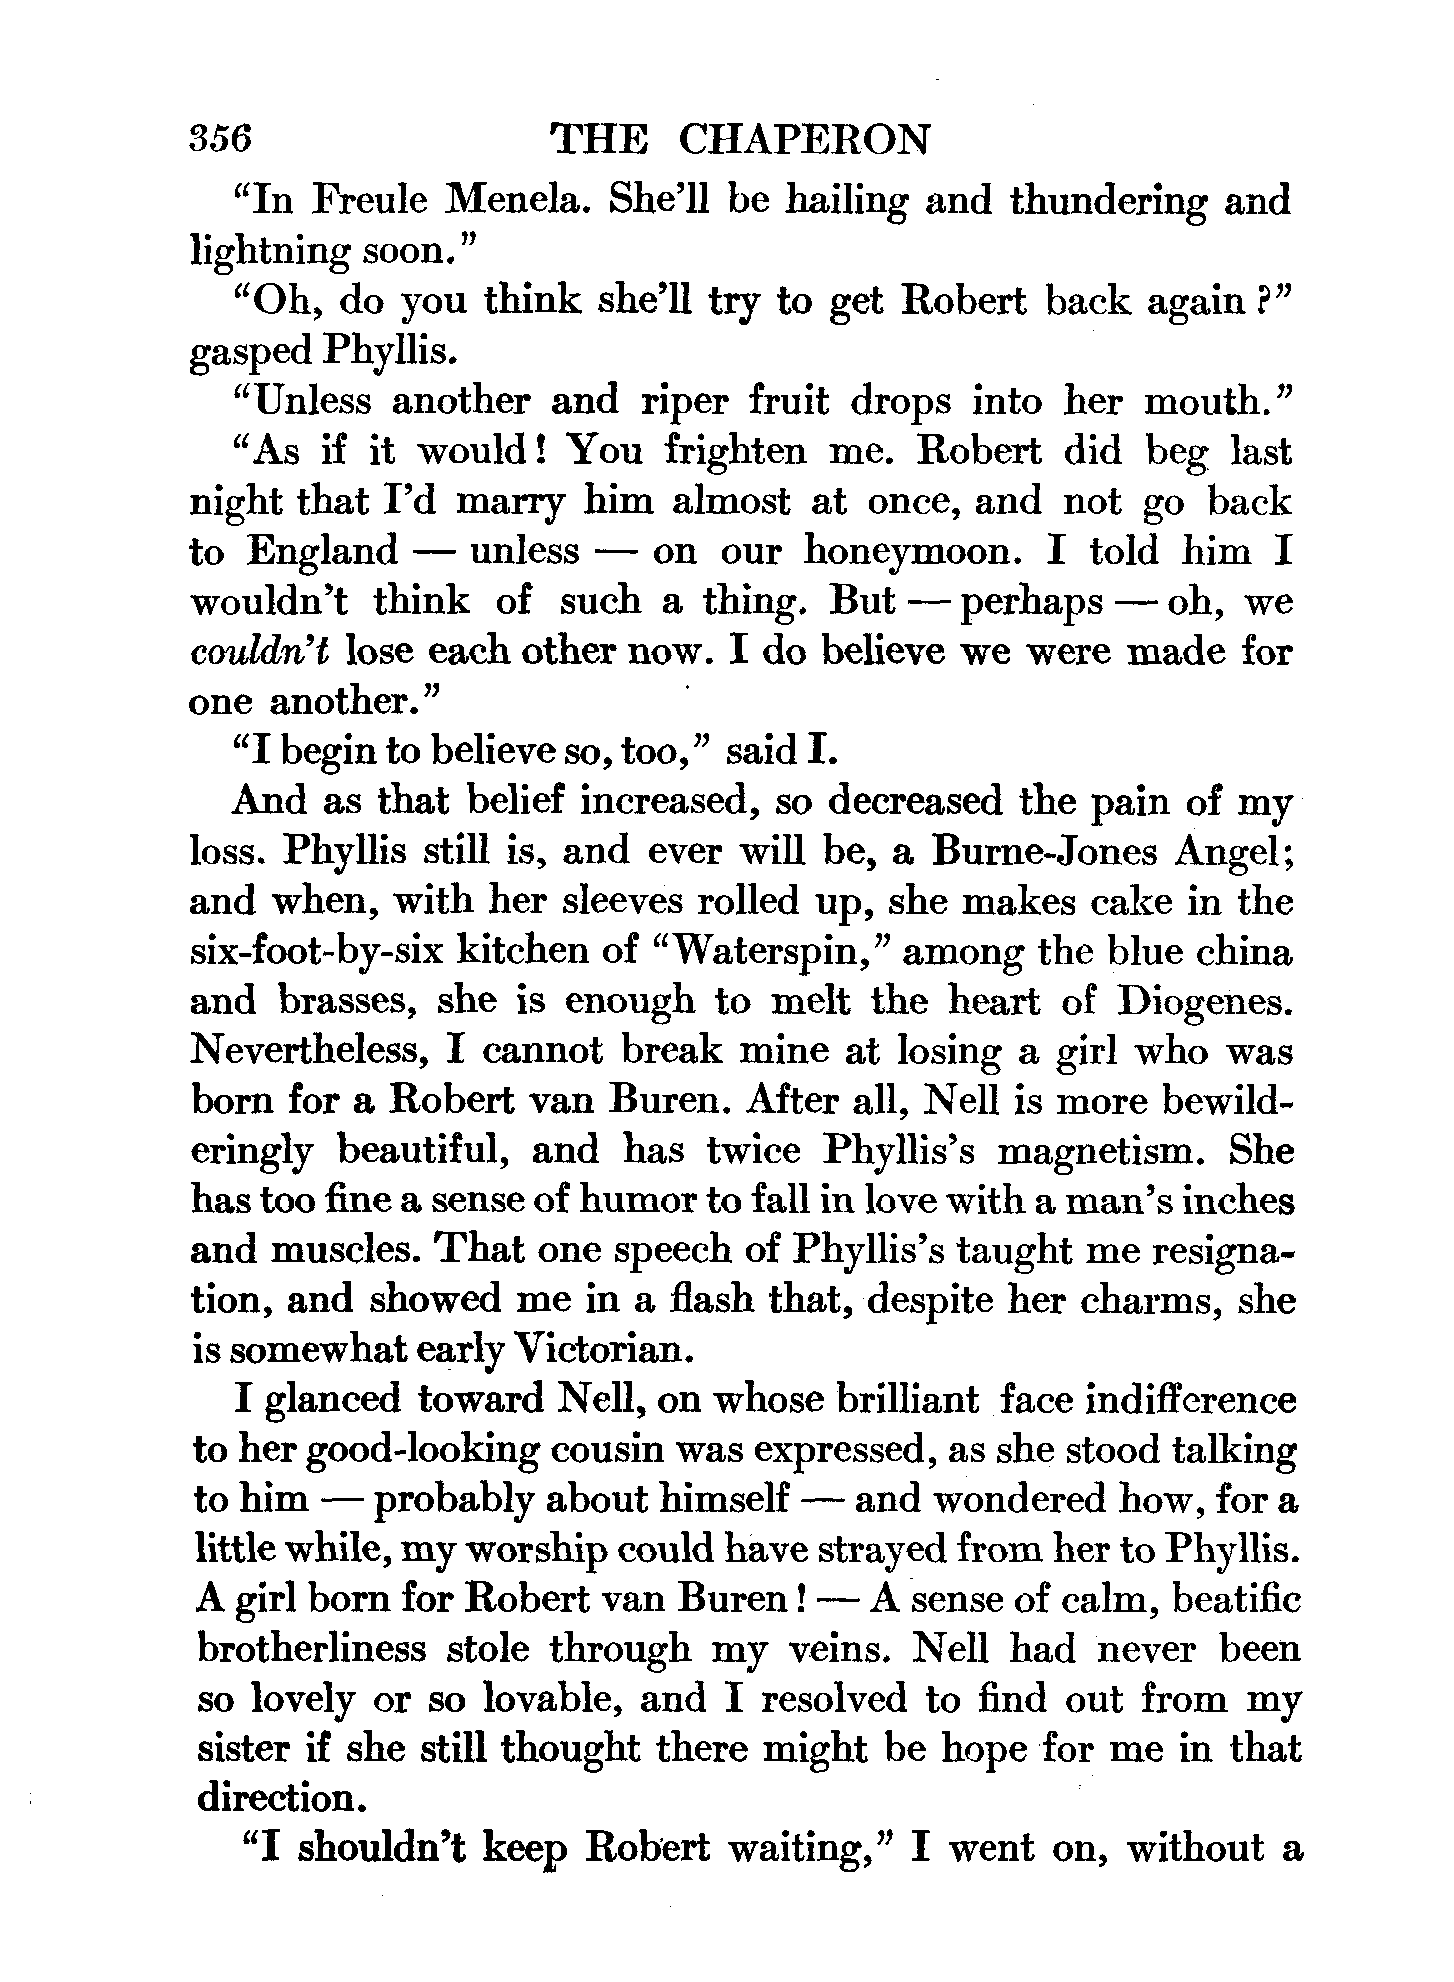 356 THE CHAPERON
“In Freule Menela. She’ll be hailing and thundering and
lightning soon.”
“Oh, do you think she’ll try to get Robert back again?”
gasped Phyllis.
“Unless another and riper fruit drops into her mouth.”
“As if it would! You frighten me. Robert did beg last
night that I’d marry him almost at once, and not go back
to England — unless — on our honeymoon. I told him I
wouldn’t think of such a thing. But — perhaps — oh, we
couldn’t lose each other now. I do believe we were made for
one another.”
“I begin to believe so, too,” said I.
And as that belief increased, so decreased the pain of my
loss. Phyllis still is, and ever will be, a Burne-Jones Angel;
and when, with her sleeves rolled up, she makes cake in the
six-foot-by-six kitchen of “Waterspin,” among the blue china
and brasses, she is enough to melt the heart of Diogenes.
Nevertheless, I cannot break mine at losing a girl who was
born for a Robert van Buren. After all, Nell is more bewild-
eringly beautiful, and has twice Phyllis’s magnetism. She
has too fine a sense of humor to fall in love with a man’s inches
and muscles. That one speech of Phyllis’s taught me resigna-
tion, and showed me in a flash that, despite her charms, she
is somewhat early Victorian.
I glanced toward Nell, on whose brilliant face indifference
to her good-looking cousin was expressed, as she stood talking
to him — probably about himself — and wondered how, for a
little while, my worship could have strayed from her to Phyllis.
A girl born for Robert van Buren! — A sense of calm, beatific
brotherliness stole through my veins. Nell had never been
so lovely or so lovable, and I resolved to find out from my
sister if she still thought there might be hope for me in that
direction.
“I shouldn’t keep Robert waiting,” I went on, without a